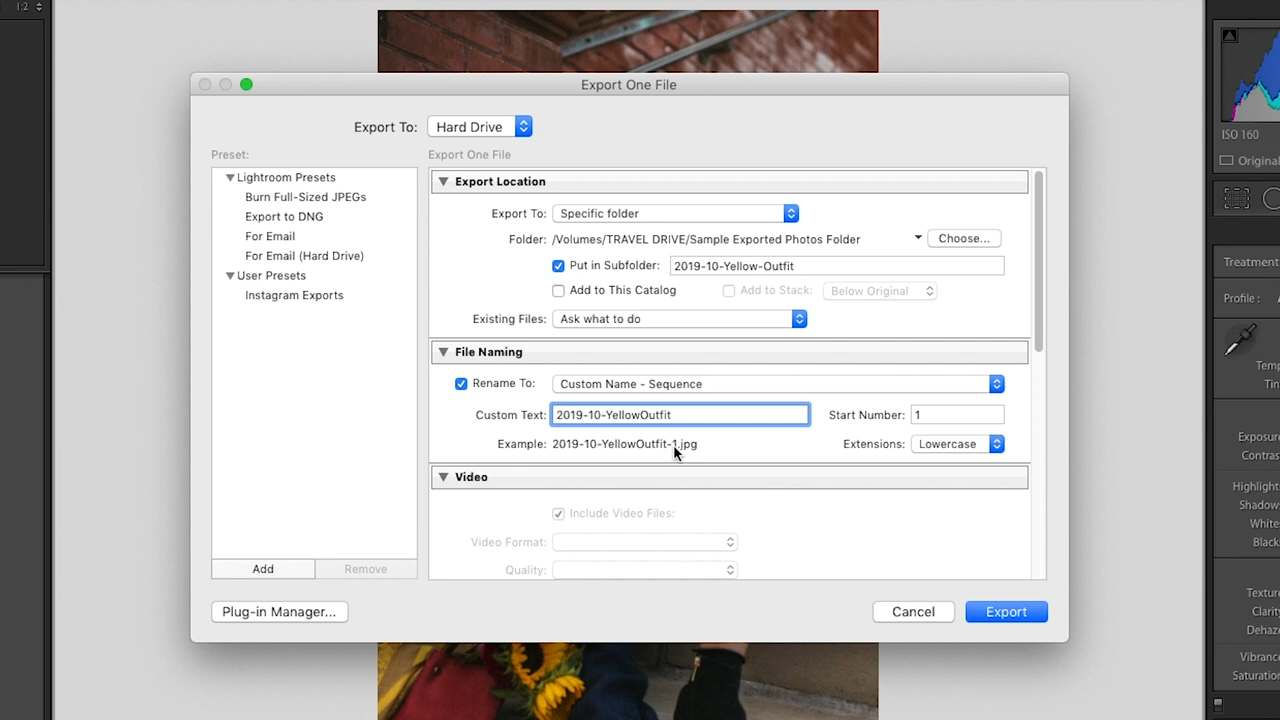 1:2
Export One File
Export To: Hard Drive
Preset:
Lightroom Presets
Burn Full-Sized JPEGs
Export to DNG
For Email
For Email (Hard Drive)
User Presets
Instagram Exports
Add Remove
Export One File
Export Location
Export To: Specific folder
Folder: /Volumes/TRAVEL DRIVE/Sample Exported Photos Folder Choose...
Put in Subfolder: 2019-10-Yellow-Outfit
Add to This Catalog Add to Stack: Below Original
Existing Files: Ask what to do
File Naming
Rename To: Custom Name - Sequence
Custom Text: 2019-10-YellowOutfit Start Number: 1
Example: 2019-10-YellowOutfit-1.jpg Extensions: Lowercase
Video
Include Video Files:
Video Format:
Quality:
Plug-in Manager... Cancel Export
ISO 160
Original
Treatment
Profile :
Temp
Tin
Exposure
Contras
Highlights
Shadow
White
Black
Texture
Clarity
Dehaze
Vibranc
Saturation